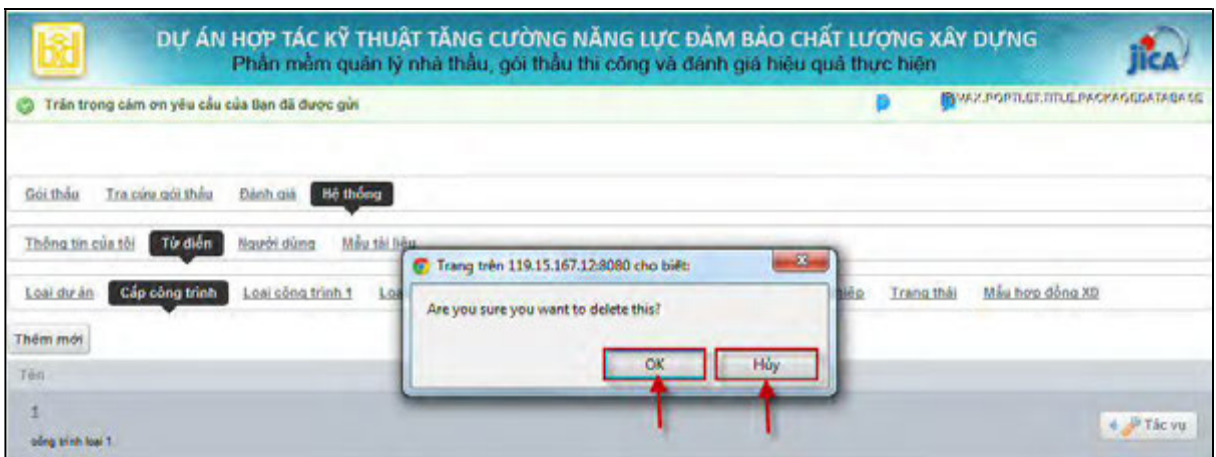 DỰ ÁN HỢP TÁC KỸ THUẬT TĂNG CƯỜNG NĂNG LỰC ĐẢM BẢO CHẤT LƯỢNG XÂY DỰNG
Phần mềm quản lý nhà thầu, gói thầu thi công và đánh giá hiệu quả thực hiện
jICA
Trân trọng cám ơn yêu cầu của Bạn đã được gửi
Gói thầu Tra cứu gói thầu Đánh giá Hệ thống
Thông tin của tôi Từ điển Người dùng Mẫu tài liệu
Trang trên 119.15.167.12:8080 cho biết:
Loại dự án Cấp công trình Loại công trình 1 Trạng thái Mẫu hợp đồng XD
Are you sure you want to delete this?
Thêm mới
OK Hủy
Tên
1
công trình loại 1
Tác vụ